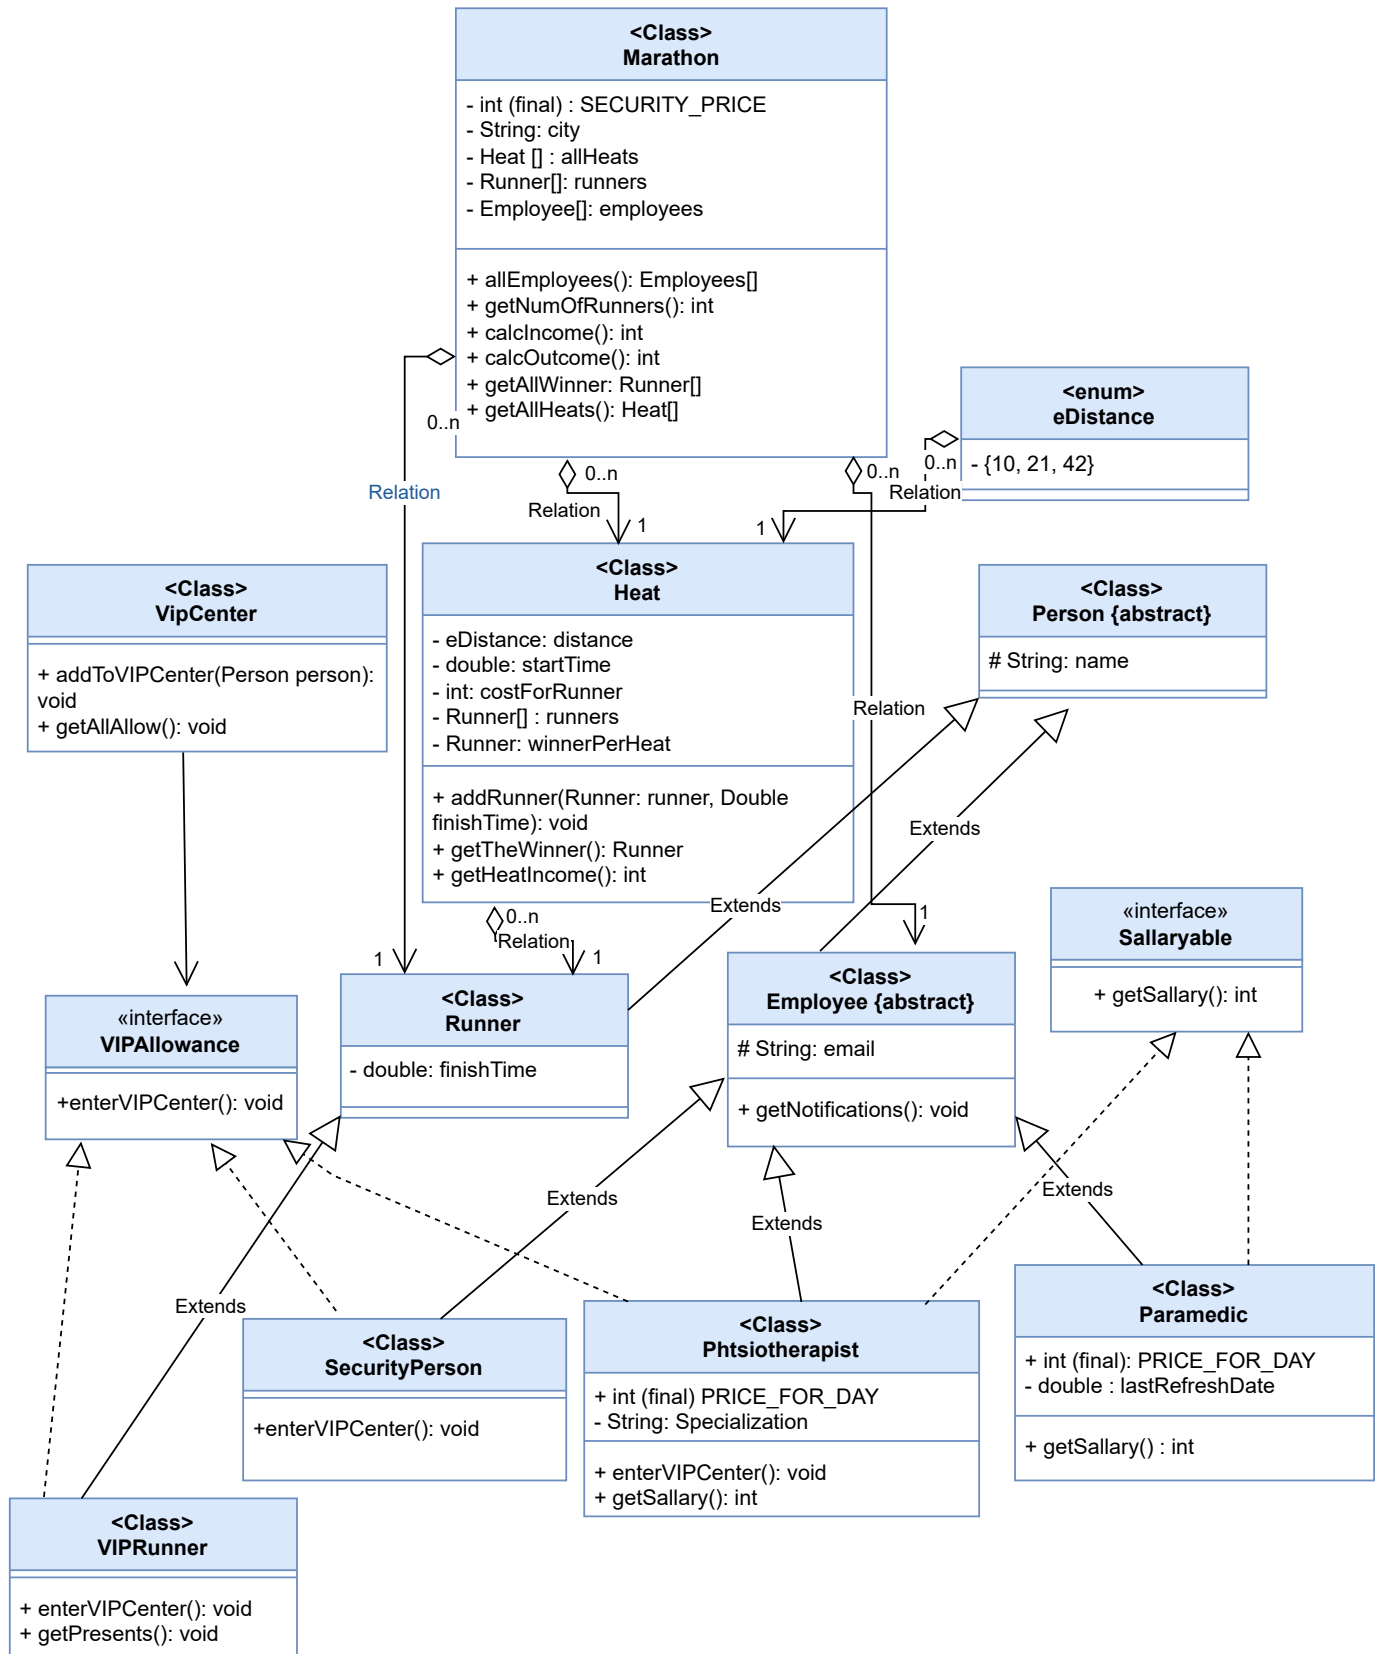 <Class>
Marathon
- int (final) : SECURITY_PRICE
- String: city
- Heat [] : allHeats
- Runner[]: runners
- Employee[]: employees
+ allEmployees(): Employees[]
+ getNumOfRunners(): int
+ calcIncome(): int
+ calcOutcome(): int
+ getAllWinner: Runner[]
+ getAllHeats(): Heat[]
<enum>
eDistance
- {10, 21, 42}
0..n
Relation
1
0..n
Relation
1
0..n
Relation
1
0..n
Relation
1
<Class>
Heat
- eDistance: distance
- double: startTime
- int: costForRunner
- Runner[] : runners
- Runner: winnerPerHeat
+ addRunner(Runner: runner, Double
finishTime): void
+ getTheWinner(): Runner
+ getHeatIncome(): int
<Class>
VipCenter
+ addToVIPCenter(Person person):
void
+ getAllAllow(): void
<Class>
Person {abstract}
# String: name
Extends
Extends
0..n
Relation
1
«interface»
Sallaryable
+ getSallary(): int
«interface»
VIPAllowance
+enterVIPCenter(): void
<Class>
Runner
- double: finishTime
<Class>
Employee {abstract}
# String: email
+ getNotifications(): void
Extends
Extends
Extends
Extends
<Class>
SecurityPerson
+enterVIPCenter(): void
<Class>
Phtsiotherapist
+ int (final) PRICE_FOR_DAY
- String: Specialization
+ enterVIPCenter(): void
+ getSallary(): int
<Class>
Paramedic
+ int (final): PRICE_FOR_DAY
- double : lastRefreshDate
+ getSallary() : int
<Class>
VIPRunner
+ enterVIPCenter(): void
+ getPresents(): void